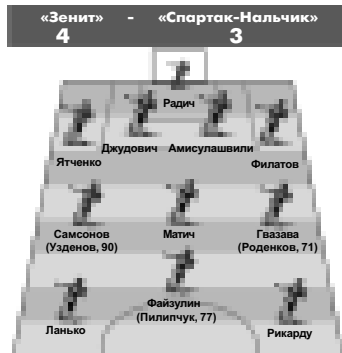 «Зенит» - «Спартак-Нальчик»
4 3
Радич
Джудович Амисулашвили
Ятченко Филатов
Самсонов Матич Гвазава
(Узденов, 90) (Роденков, 71)
Файзулин
(Пилипчук, 77)
Ланько Рикарду